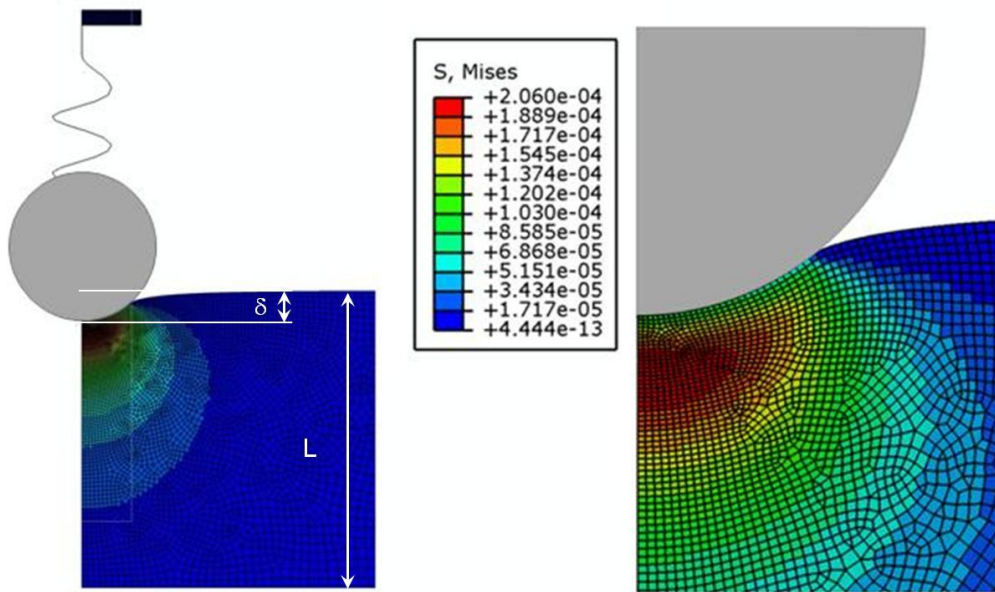 S, Mises
+2.060e-04
+1.889e-04
+1.717e-04
+1.545e-04
+1.374e-04
+1.202e-04
+1.030e-04
+8.585e-05
+6.868e-05
+5.151e-05
+3.434e-05
+1.717e-05
+4.444e-13
δ
L